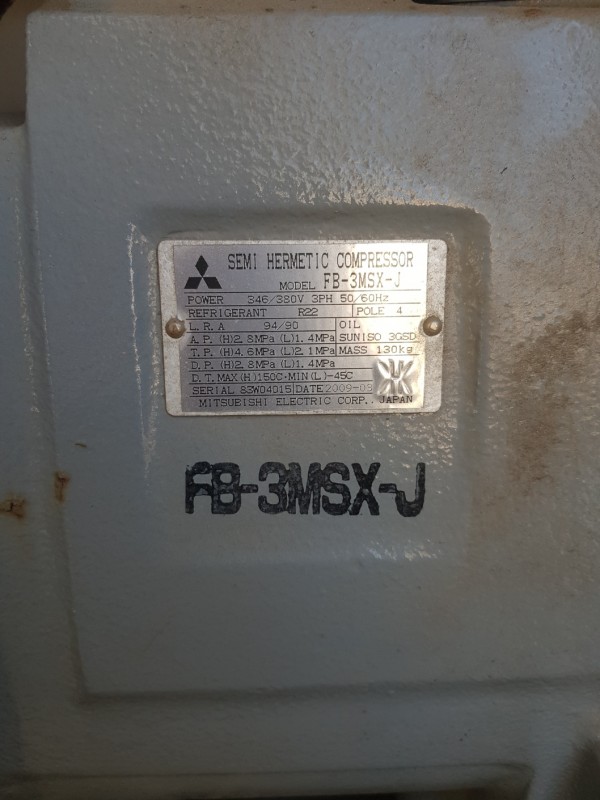 SEMI HERMETIC COMPRESSOR
MODEL FB-3MSX-J
POWER 346/380V 3PH 50/60Hz
REFRIGERANT R22 POLE 4
L.R.A 94/90 OIL
A.P.(H)2.8MPa(L)1.4MPa SUNISO 3GSD
T.P.(H)4.6MPa(L)2.1MPa MASS 130kg
D.P.(H)2.8MPa(L)1.4MPa
D.T.MAX(H)150C·MIN(L)-45C
SERIAL 83W04015 DATE 2009-03
MITSUBISHI ELECTRIC CORP. JAPAN
FB-3MSX-J